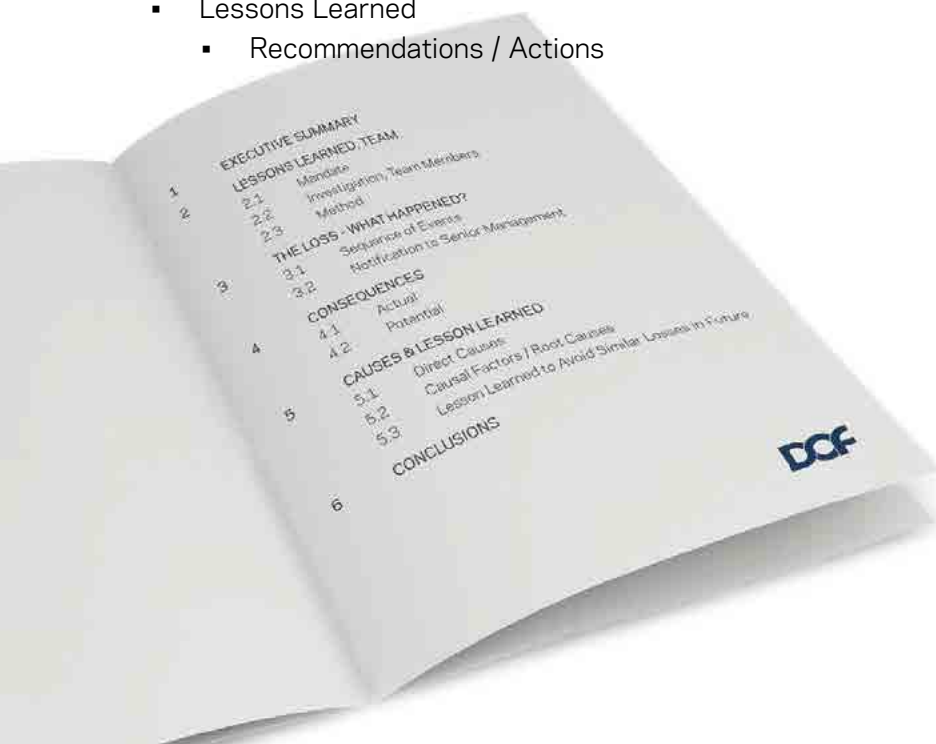 ▪ Lessons Learned
▪ Recommendations / Actions
1 EXECUTIVE SUMMARY
2 LESSONS LEARNED, TEAM
2.1 Mandate
2.2 Investigation, Team Members
2.3 Method
3 THE LOSS - WHAT HAPPENED?
3.1 Sequence of Events
3.2 Notification to Senior Management
4 CONSEQUENCES
4.1 Actual
4.2 Potential
5 CAUSES & LESSON LEARNED
5.1 Direct Causes
5.2 Causal Factors / Root Causes
5.3 Lesson Learned to Avoid Similar Losses in Future
6 CONCLUSIONS
DOF